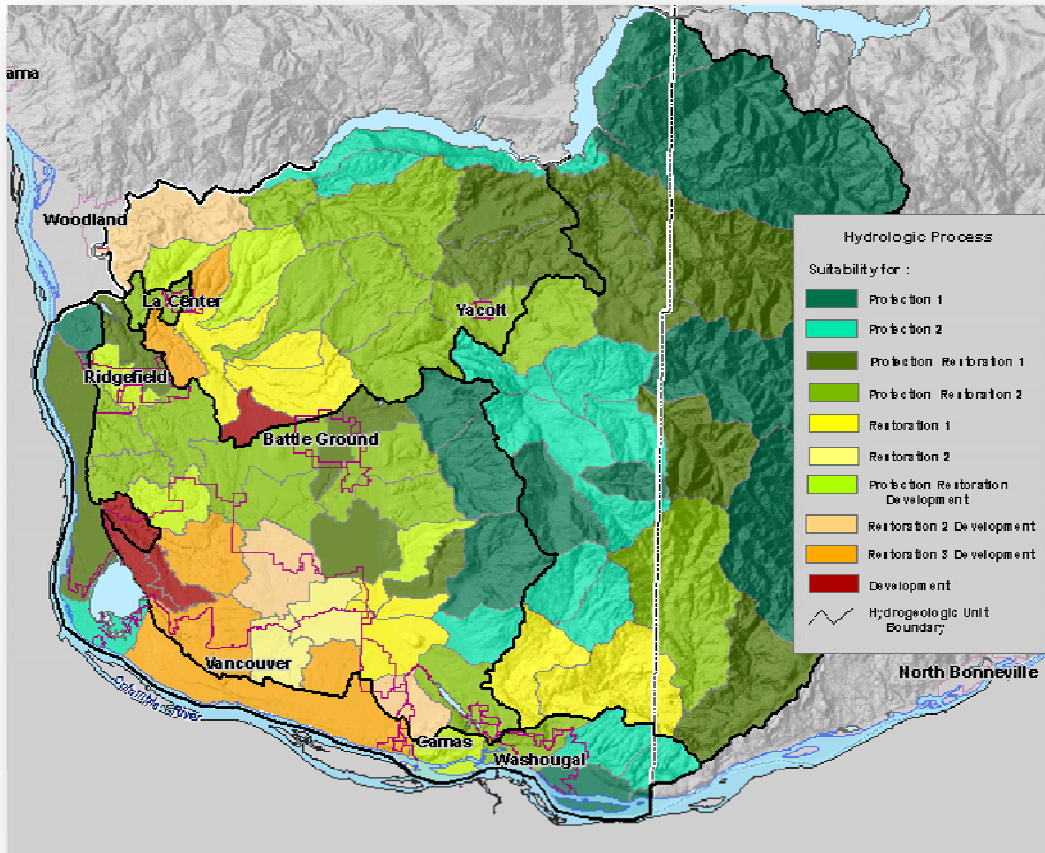 ama
Woodland
La Center
Yacolt
Ridgefield
Battle Ground
Vancouver
Columbia River
Camas
Washougal
North Bonneville
Hydrologic Process
Suitability for :
Protection 1
Protection 2
Protection Restoration 1
Protection Restoration 2
Restoration 1
Restoration 2
Protection Restoration
Development
Restoration 2 Development
Restoration 3 Development
Development
Hydrogeologic Unit
Boundary